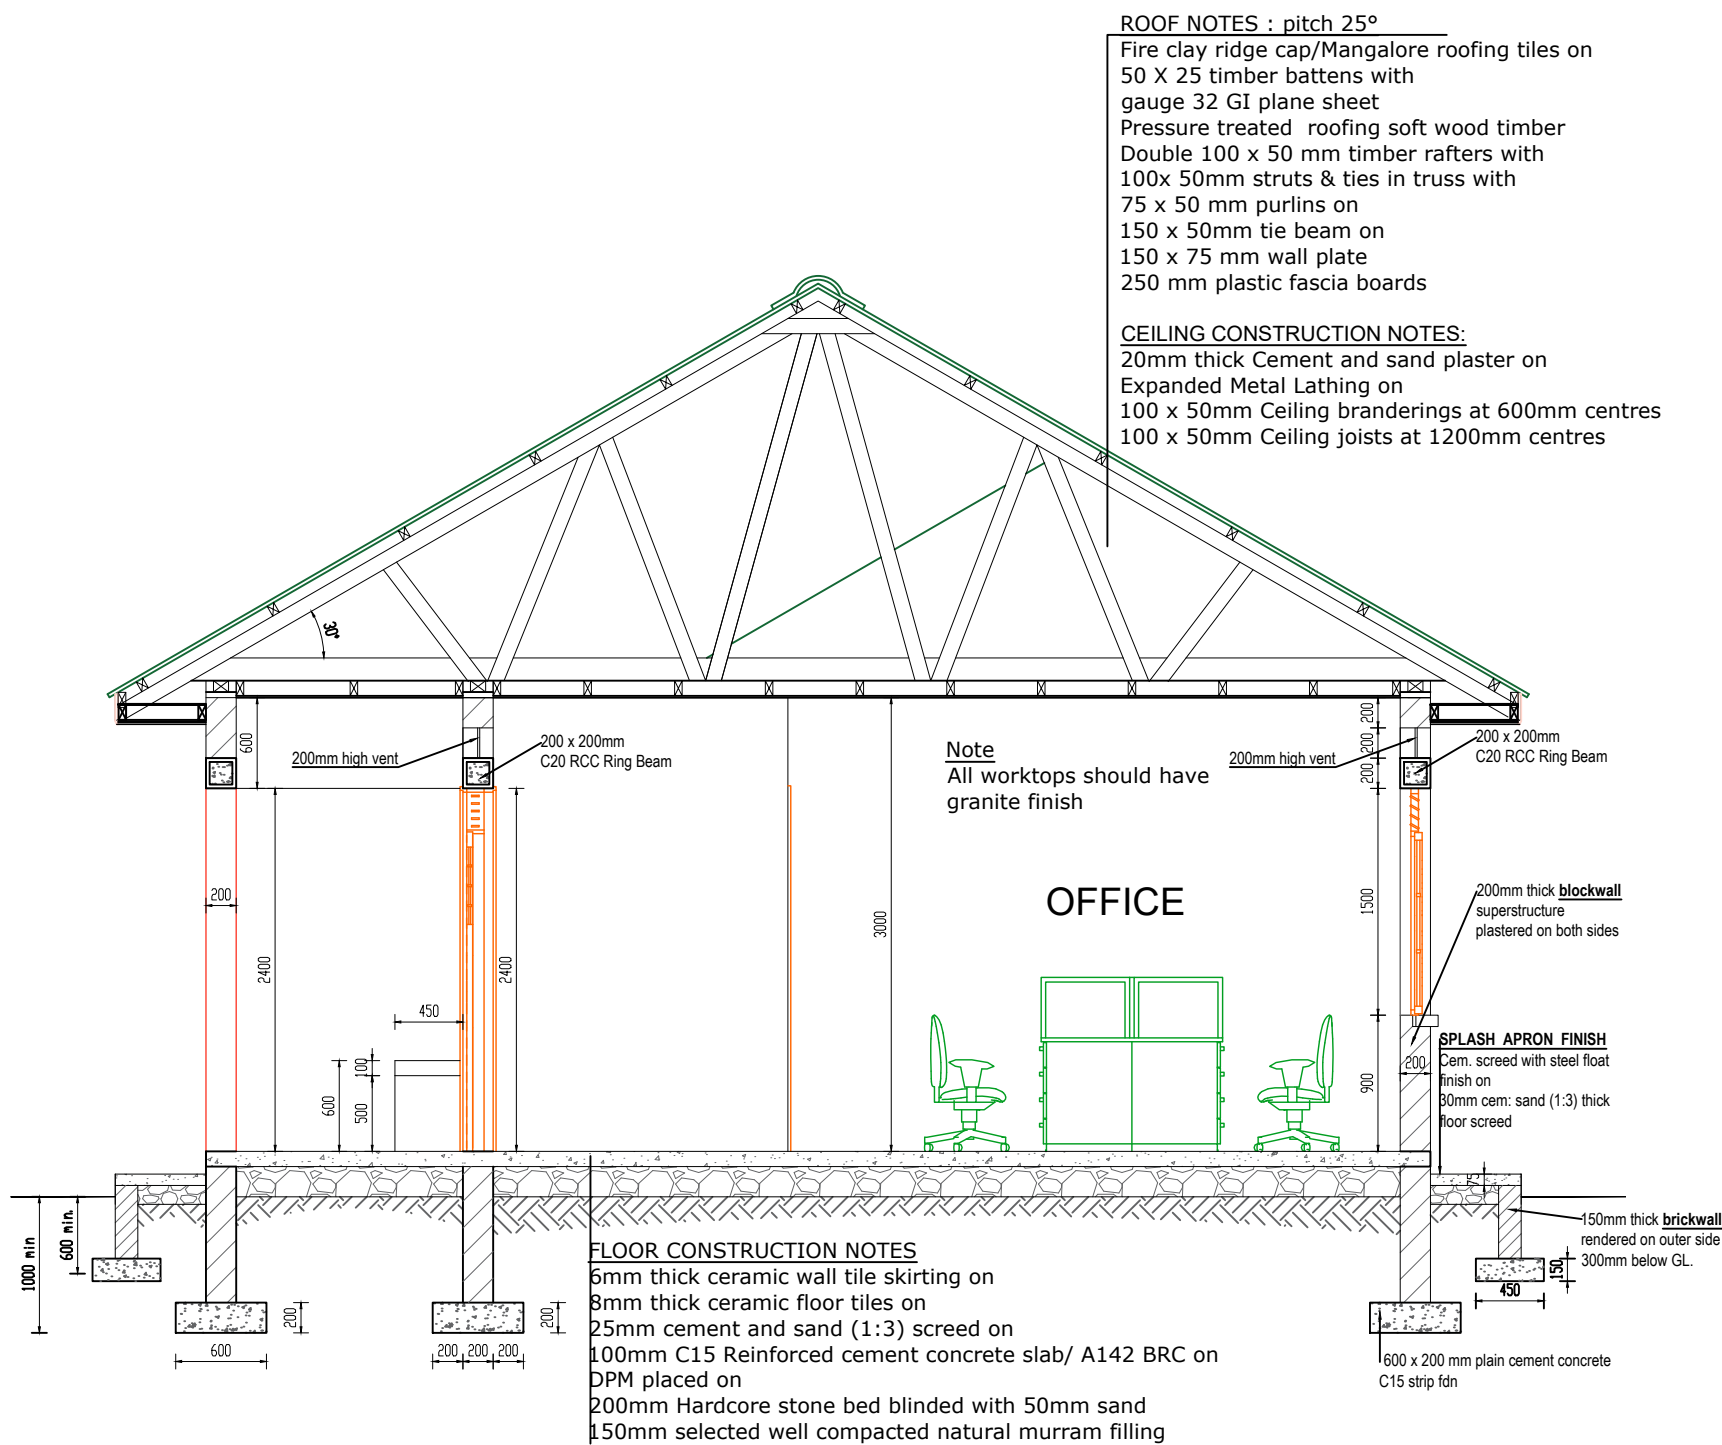 ROOF NOTES : pitch 25°
Fire clay ridge cap/Mangalore roofing tiles on
50 X 25 timber battens with
gauge 32 GI plane sheet
Pressure treated  roofing soft wood timber
Double 100 x 50 mm timber rafters with
100x 50mm struts & ties in truss with
75 x 50 mm purlins on
150 x 50mm tie beam on
150 x 75 mm wall plate
250 mm plastic fascia boards
CEILING CONSTRUCTION NOTES:
20mm thick Cement and sand plaster on
Expanded Metal Lathing on
100 x 50mm Ceiling branderings at 600mm centres
100 x 50mm Ceiling joists at 1200mm centres
30°
600
200mm high vent
200 x 200mm
C20 RCC Ring Beam
Note
All worktops should have
granite finish
200mm high vent
200
200
200
200 x 200mm
C20 RCC Ring Beam
OFFICE
200
2400
2400
3000
1500
200mm thick blockwall
superstructure
plastered on both sides
450
100
600
500
900
200
SPLASH APRON FINISH
Cem. screed with steel float
finish on
30mm cem: sand (1:3) thick
floor screed
75
1000 min
600 min.
150mm thick brickwall
rendered on outer side
300mm below GL.
150
450
200
200
600
200
200
200
600 x 200 mm plain cement concrete
C15 strip fdn
FLOOR CONSTRUCTION NOTES
6mm thick ceramic wall tile skirting on
8mm thick ceramic floor tiles on
25mm cement and sand (1:3) screed on
100mm C15 Reinforced cement concrete slab/ A142 BRC on
DPM placed on
200mm Hardcore stone bed blinded with 50mm sand
150mm selected well compacted natural murram filling